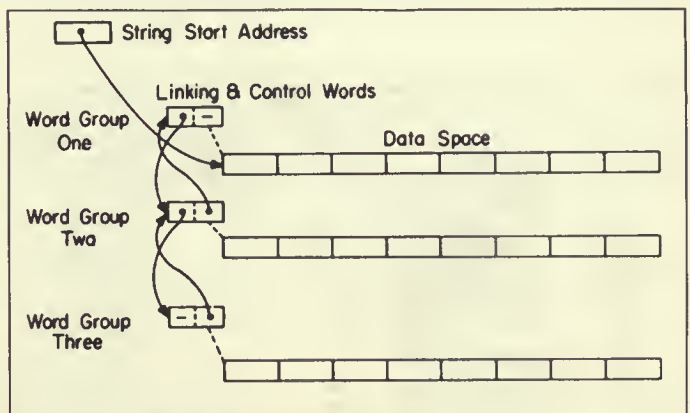 String Stort Address
Linking & Control Words
Word Group
One
Data Space
Word Group
Twa
Word Group
Three